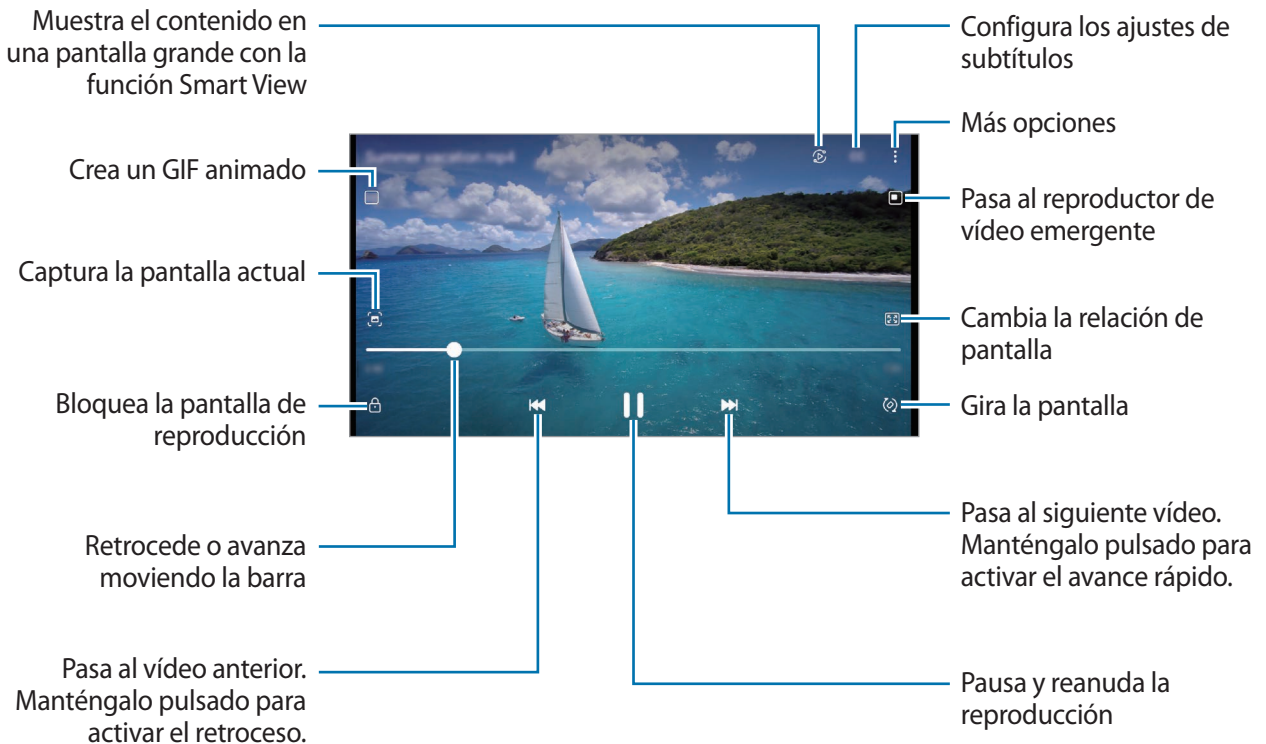 Muestra el contenido en
una pantalla grande con la
función Smart View
Crea un GIF animado
Captura la pantalla actual
Bloquea la pantalla de
reproducción
Retrocede o avanza
moviendo la barra
Pasa al vídeo anterior.
Manténgalo pulsado para
activar el retroceso.
Configura los ajustes de
subtítulos
Más opciones
Pasa al reproductor de
vídeo emergente
Cambia la relación de
pantalla
Gira la pantalla
Pasa al siguiente vídeo.
Manténgalo pulsado para
activar el avance rápido.
Pausa y reanuda la
reproducción